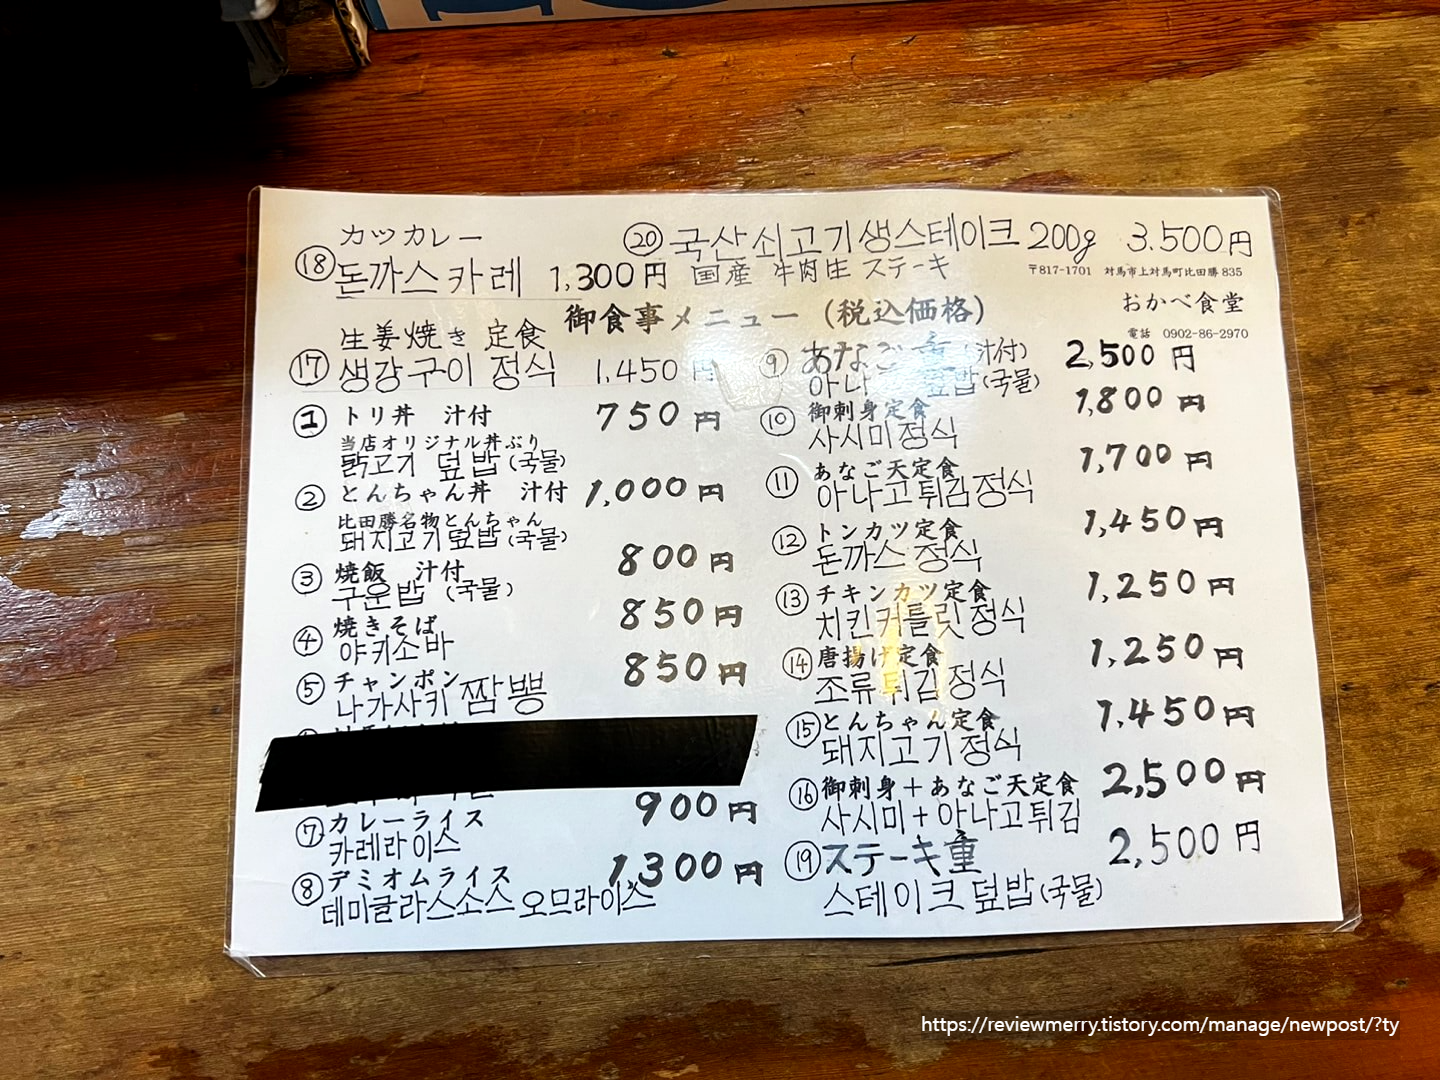 カツカレー
⑱ 돈까스 카레 1,300円
⑳ 국산쇠고기생스테이크 200g 3.500円
国産 牛肉生 ステーキ
〒817-1701 対馬市上対馬町比田勝835
おかべ食堂
電話 0902-86-2970
御食事メニュー (税込価格)
生姜焼き 定食
⑰ 생강구이 정식 1.450円
① トリ丼 汁付 750円
当店オリジナル丼ぶり
닭고기 덮밥(국물)
② とんちゃん丼 汁付 1,000円
比田勝名物とんちゃん
돼지고기덮밥(국물)
③ 焼飯 汁付 800円
구운밥 (국물)
④ 焼きそば 850円
야키소바
⑤ チャンポン 850円
나가사키 짬뽕
⑦ カレーライス 900円
카레라이스
⑧ デミオムライス 1300円
데미글라스소스 오므라이스
⑨ あなご重(汁付) 2,500円
아나 덮밥(국물)
⑩ 御刺身定食 1,800円
사시미정식
⑪ あなご天定食 1,700円
아나고튀김정식
⑫ トンカツ定食 1,450円
돈까스 정식
⑬ チキンカツ定食 1,250円
치킨커틀릿정식
⑭ 唐揚げ定食 1,250円
조류튀김정식
⑮ とんちゃん定食 1,450円
돼지고기정식
⑯ 御刺身+あなご天定食 2,500円
사시미+아나고튀김
⑲ ステーキ重 2,500円
스테이크덮밥(국물)
https://reviewmerry.tistory.com/manage/newpost/?ty